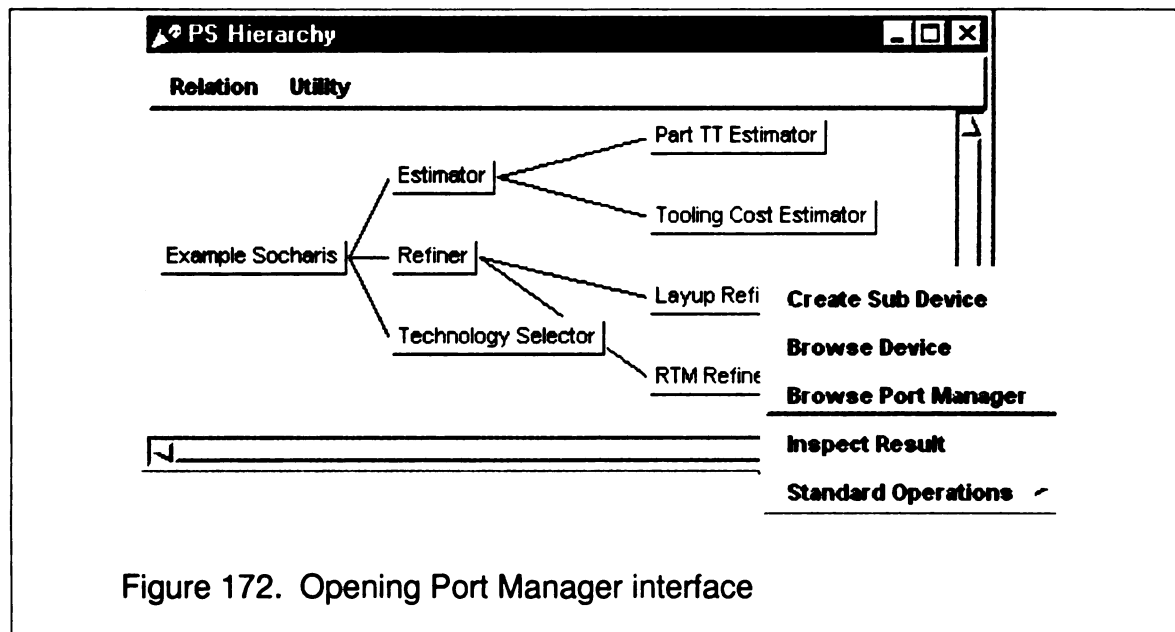 PS Hierarchy
Relation Utility
Part TT Estimator
Estimator
Tooling Cost Estimator
Example Socharis
Refiner
Layup Refi
Technology Selector
RTM Refine
Create Sub Device
Browse Device
Browse Port Manager
Inspect Result
Standard Operations
Figure 172. Opening Port Manager interface